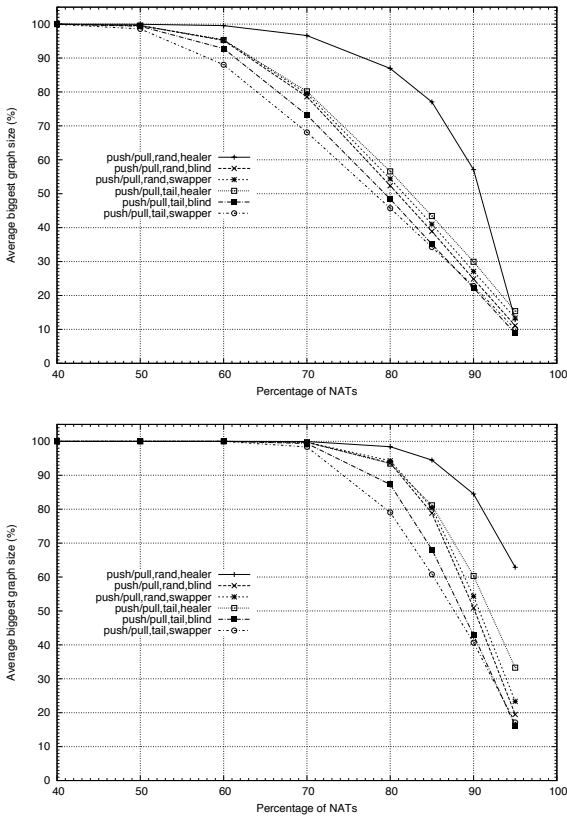 100
90
80
70
60
50
40
30
20
10
0
Average biggest graph size (%)
push/pull,rand,healer
push/pull,rand,blind
push/pull,rand,swapper
push/pull,tail,healer
push/pull,tail,blind
push/pull,tail,swapper
40 50 60 70 80 90 100
Percentage of NATs
100
90
80
70
60
50
40
30
20
10
0
Average biggest graph size (%)
push/pull,rand,healer
push/pull,rand,blind
push/pull,rand,swapper
push/pull,tail,healer
push/pull,tail,blind
push/pull,tail,swapper
40 50 60 70 80 90 100
Percentage of NATs